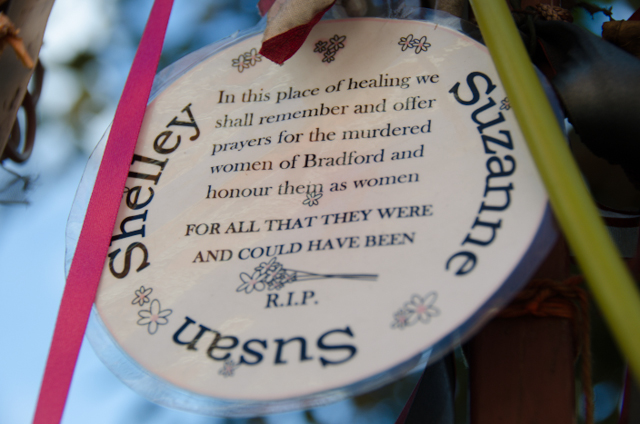 In this place of healing we
shall remember and offer
prayers for the murdered
women of Bradford and
honour them as women
FOR ALL THAT THEY WERE
AND COULD HAVE BEEN
R.I.P.
Shelley
Suzanne
Susan